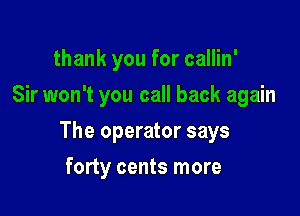 thank you for callin'
Sir won't you call back again
The operator says
forty cents more